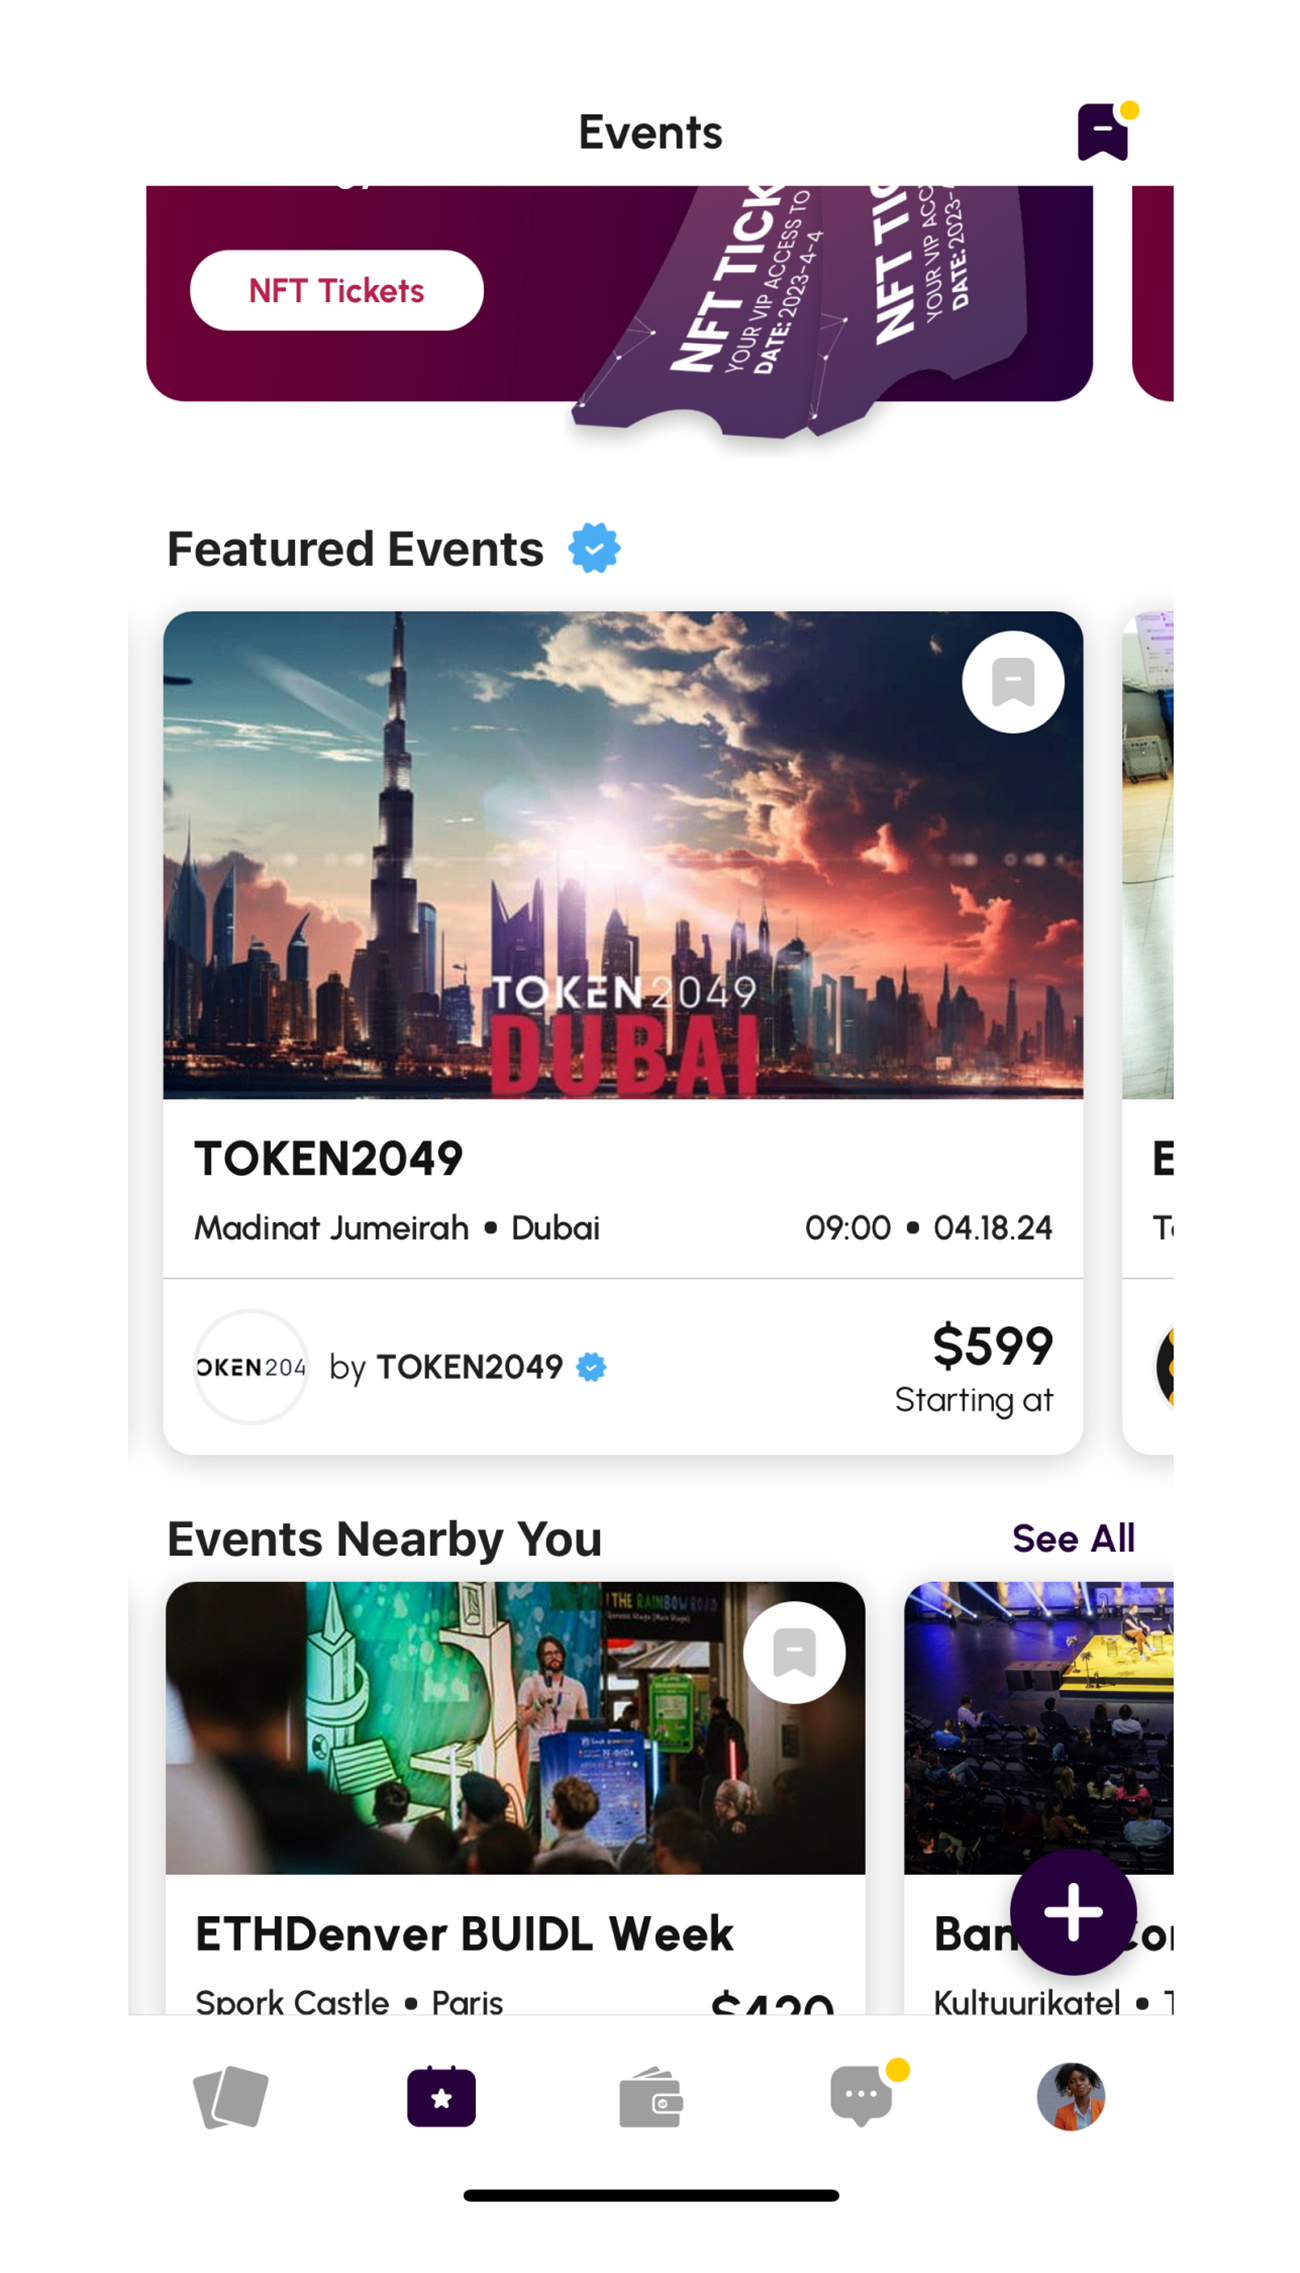 Events
NFT Tickets
NFT TICK
YOUR VIP ACCESS TO
DATE: 2023-4-4
NFT TIC
YOUR VIP ACC
DATE: 2023-
Featured Events
TOKEN2049
DUBAI
TOKEN2049
Madinat Jumeirah • Dubai
09:00 • 04.18.24
OKEN204
by TOKEN2049
$599
Starting at
E
Events Nearby You
See All
THE RAINBOW ROAD
ETHDenver BUIDL Week
Spork Castle • Paris
$420
Ban
Kultuurikatel •